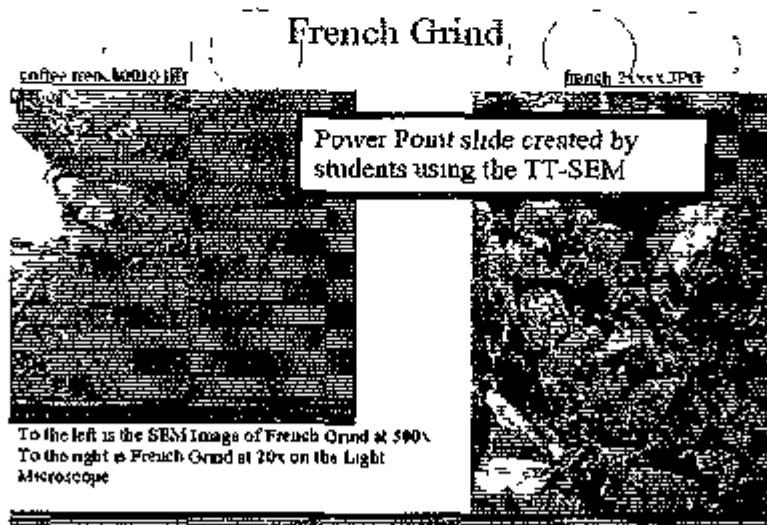 French Grind
Power Point slide created by
students using the TT-SEM
To the left is the SEM Image of French Grind at 500x
To the right is French Grind at 20x on the Light
Microscope